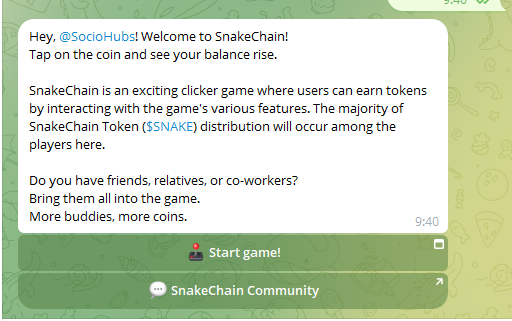 9:40
Hey, @SocioHubs! Welcome to SnakeChain!
Tap on the coin and see your balance rise.
SnakeChain is an exciting clicker game where users can earn tokens
by interacting with the game's various features. The majority of
SnakeChain Token ($SNAKE) distribution will occur among the
players here.
Do you have friends, relatives, or co-workers?
Bring them all into the game.
More buddies, more coins.
9:40
Start game!
SnakeChain Community